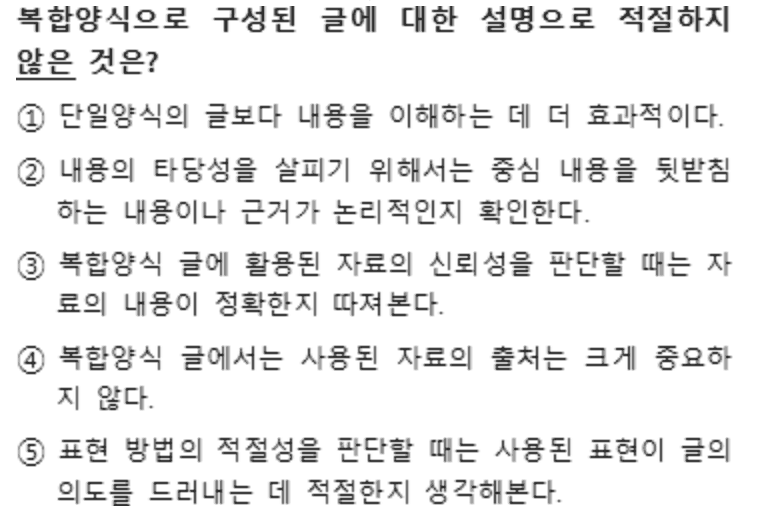 복합양식으로 구성된 글에 대한 설명으로 적절하지
않은 것은?
① 단일양식의 글보다 내용을 이해하는 데 더 효과적이다.
② 내용의 타당성을 살피기 위해서는 중심 내용을 뒷받침
하는 내용이나 근거가 논리적인지 확인한다.
③ 복합양식 글에 활용된 자료의 신뢰성을 판단할 때는 자
료의 내용이 정확한지 따져본다.
④ 복합양식 글에서는 사용된 자료의 출처는 크게 중요하
지 않다.
⑤ 표현 방법의 적절성을 판단할 때는 사용된 표현이 글의
의도를 드러내는 데 적절한지 생각해본다.